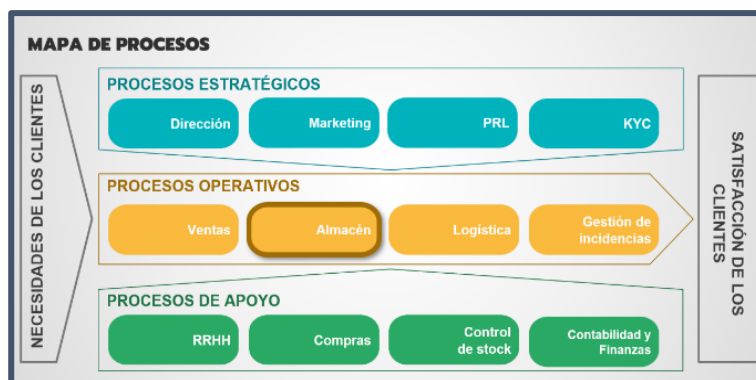 MAPA DE PROCESOS
NECESIDADES DE LOS CLIENTES
PROCESOS ESTRATÉGICOS
Dirección
Marketing
PRL
KYC
PROCESOS OPERATIVOS
Ventas
Almacén
Logística
Gestión de
incidencias
PROCESOS DE APOYO
RRHH
Compras
Control
de stock
Contabilidad y
Finanzas
SATISFACCIÓN DE LOS
CLIENTES